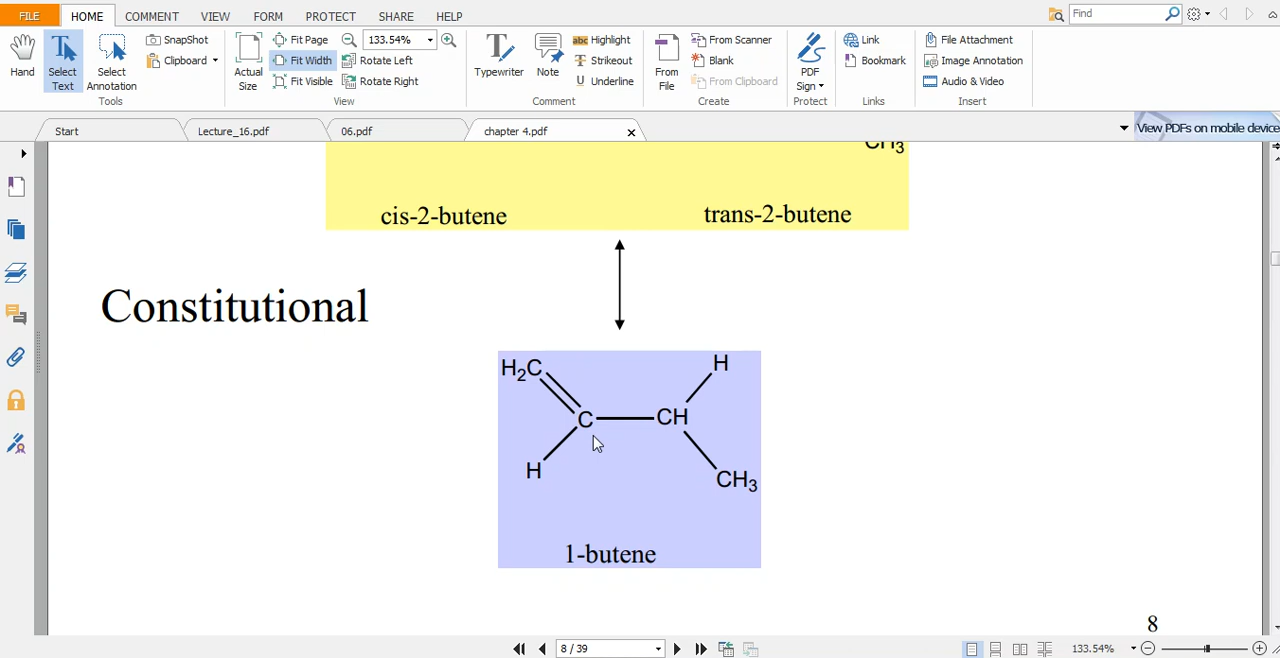 FILE HOME COMMENT VIEW FORM PROTECT SHARE HELP Find
Hand
Select Text
Select Annotation
SnapShot
Clipboard
Tools
Actual Size
Fit Page
Fit Width
Fit Visible
133.54%
Rotate Left
Rotate Right
View
Typewriter
Note
Highlight
Strikeout
Underline
Comment
From File
From Scanner
Blank
From Clipboard
Create
PDF Sign
Protect
Link
Bookmark
Links
File Attachment
Image Annotation
Audio & Video
Insert
Start Lecture_16.pdf 06.pdf chapter 4.pdf View PDFs on mobile device
CH3
cis-2-butene trans-2-butene
Constitutional
H2C H
C CH
H CH3
1-butene
8
8 / 39 133.54%